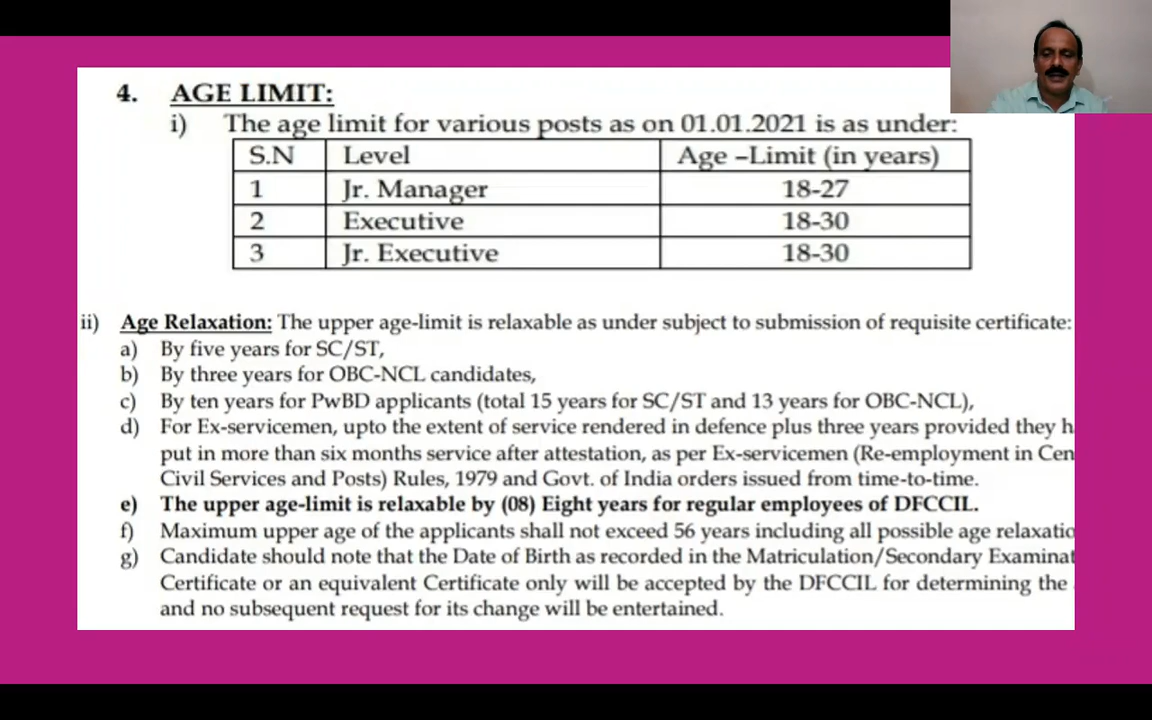 4. AGE LIMIT:
i) The age limit for various posts as on 01.01.2021 is as under:
S.N Level Age –Limit (in years)
1 Jr. Manager 18-27
2 Executive 18-30
3 Jr. Executive 18-30
ii) Age Relaxation: The upper age-limit is relaxable as under subject to submission of requisite certificate:
a) By five years for SC/ST,
b) By three years for OBC-NCL candidates,
c) By ten years for PwBD applicants (total 15 years for SC/ST and 13 years for OBC-NCL),
d) For Ex-servicemen, upto the extent of service rendered in defence plus three years provided they h
put in more than six months service after attestation, as per Ex-servicemen (Re-employment in Cen
Civil Services and Posts) Rules, 1979 and Govt. of India orders issued from time-to-time.
e) The upper age-limit is relaxable by (08) Eight years for regular employees of DFCCIL.
f) Maximum upper age of the applicants shall not exceed 56 years including all possible age relaxatio
g) Candidate should note that the Date of Birth as recorded in the Matriculation/Secondary Examinat
Certificate or an equivalent Certificate only will be accepted by the DFCCIL for determining the
and no subsequent request for its change will be entertained.